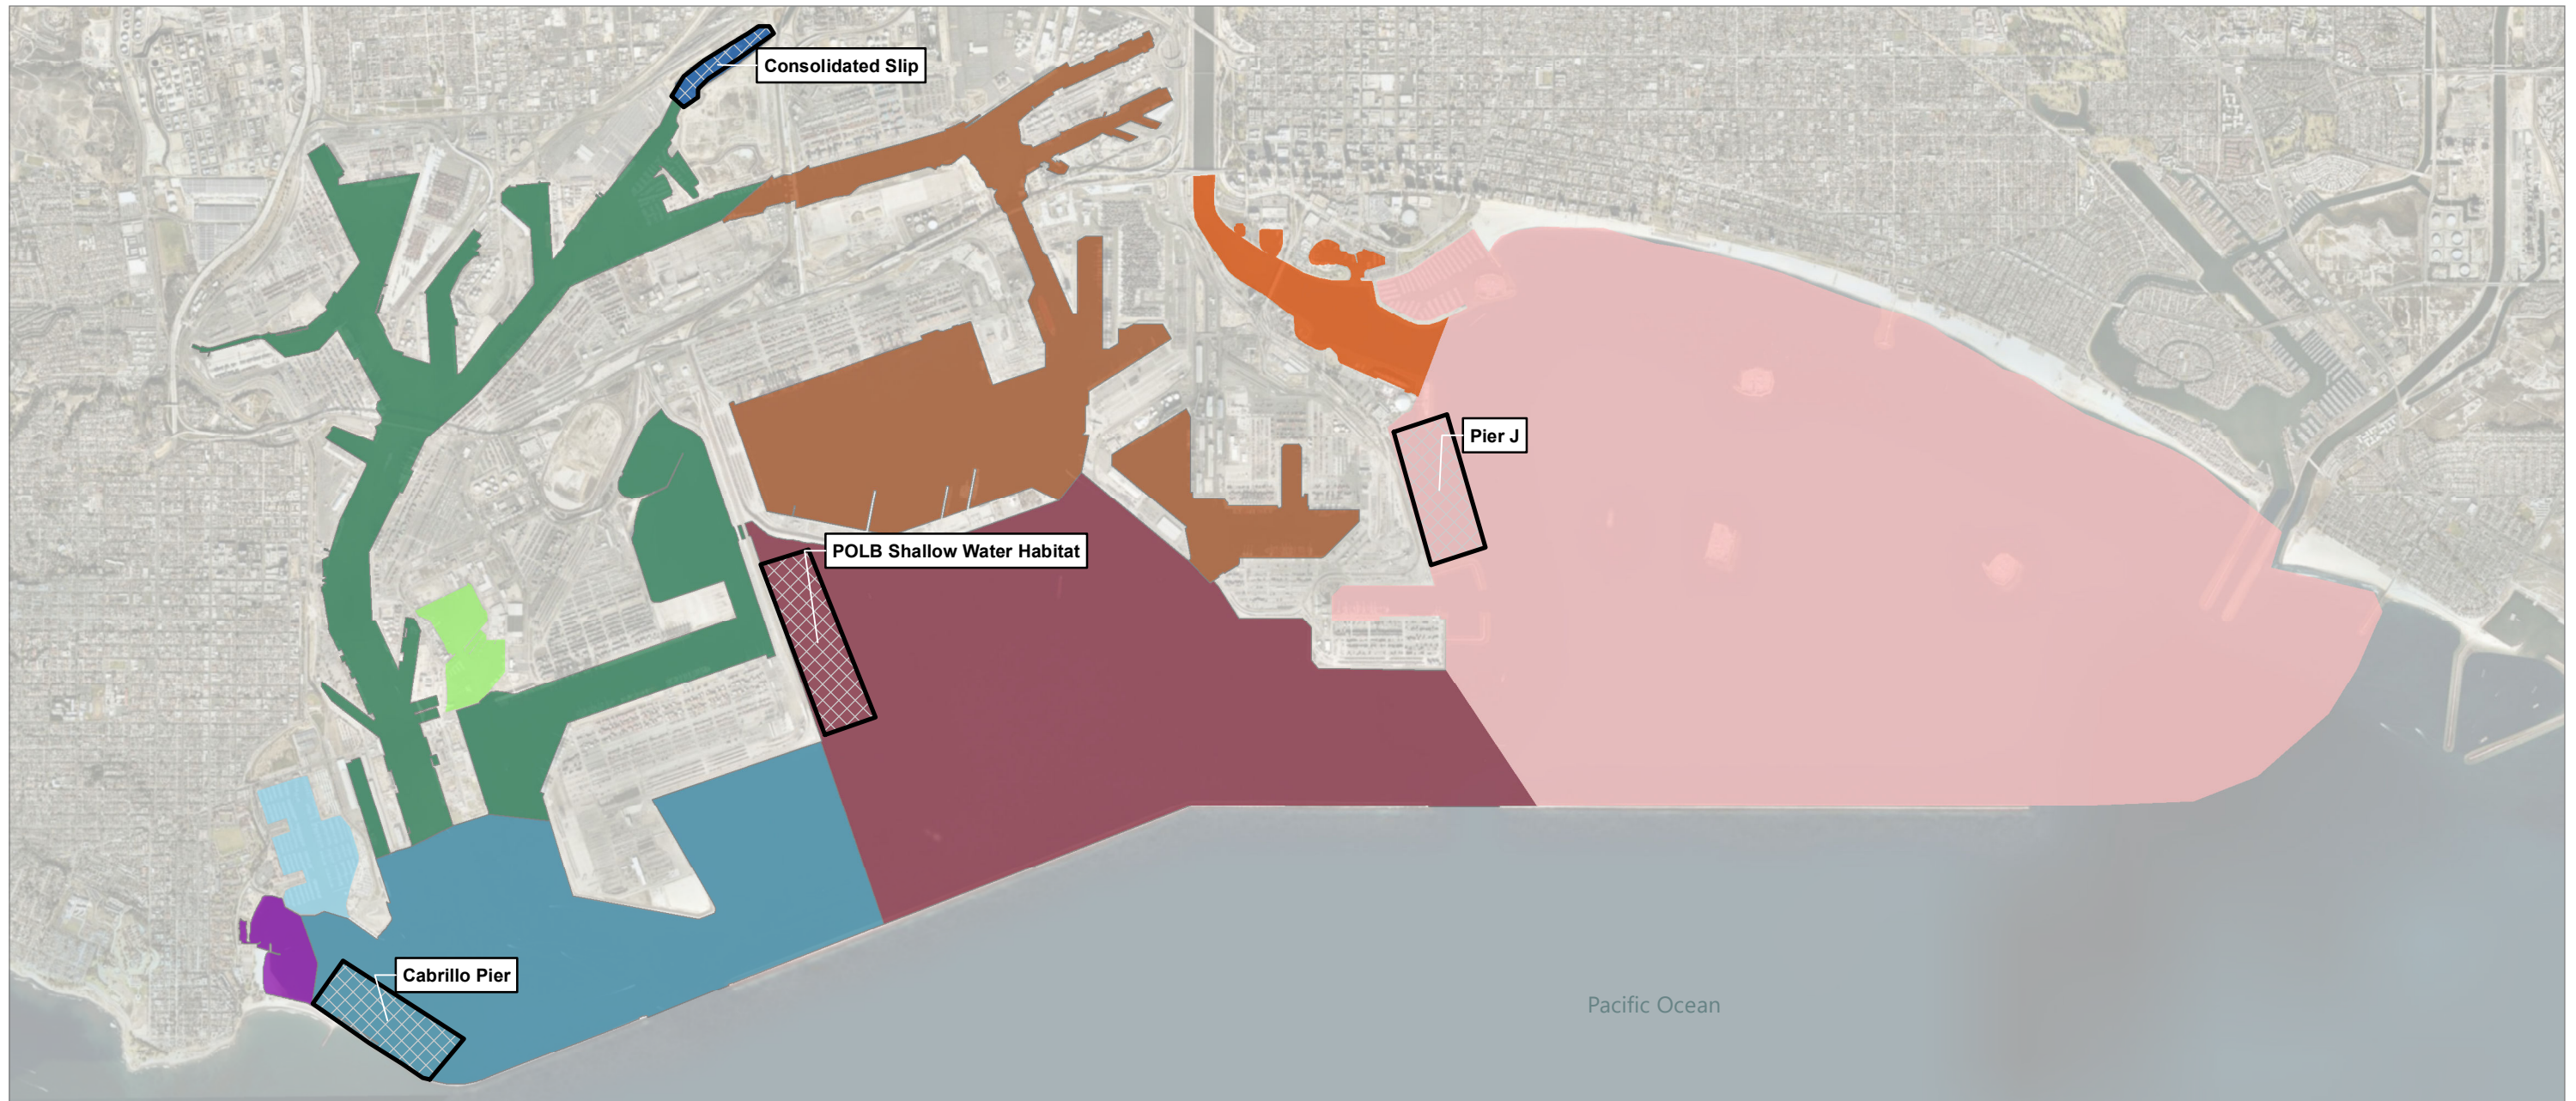 Consolidated Slip
Pier J
POLB Shallow Water Habitat
Cabrillo Pier
Pacific Ocean